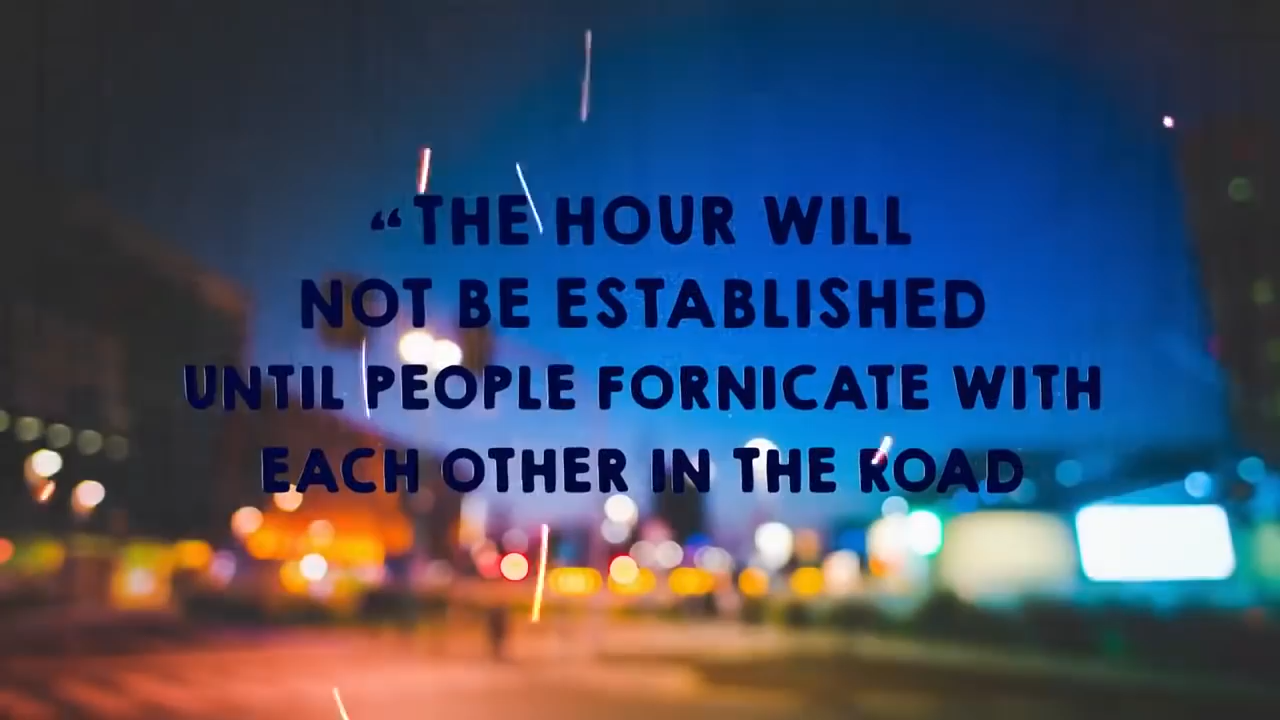 “THE HOUR WILL
NOT BE ESTABLISHED
UNTIL PEOPLE FORNICATE WITH
EACH OTHER IN THE ROAD